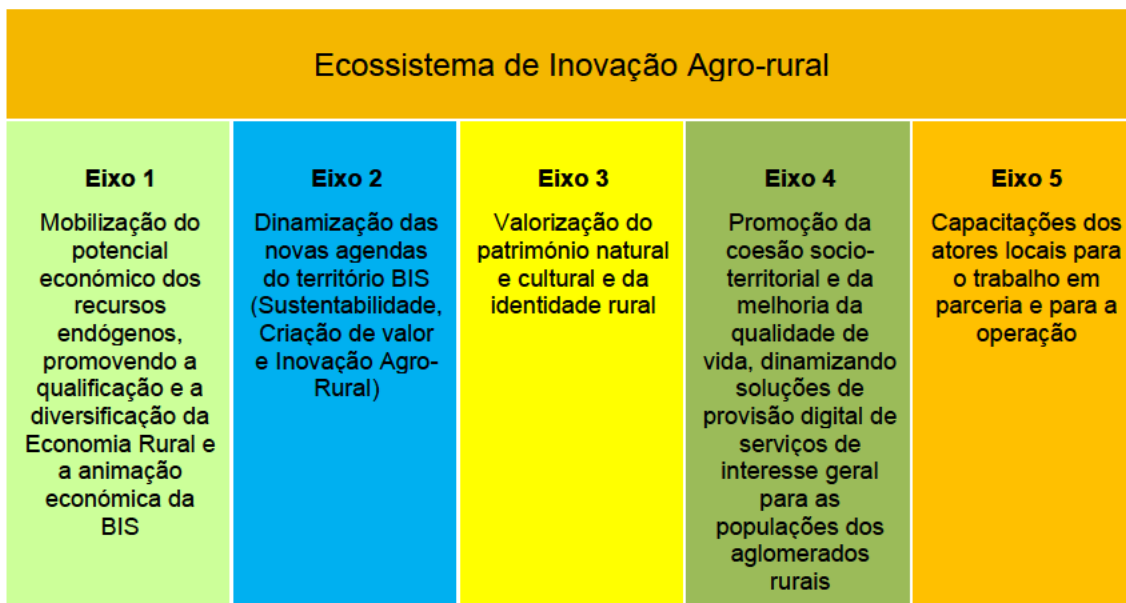 Ecossistema de Inovação Agro-rural
Eixo 1
Mobilização do
potencial
económico dos
recursos
endógenos,
promovendo a
qualificação e a
diversificação da
Economia Rural e
a animação
económica da
BIS
Eixo 2
Dinamização das
novas agendas
do território BIS
(Sustentabilidade,
Criação de valor
e Inovação Agro-
Rural)
Eixo 3
Valorização do
património natural
e cultural e da
identidade rural
Eixo 4
Promoção da
coesão socio-
territorial e da
melhoria da
qualidade de
vida, dinamizando
soluções de
provisão digital de
serviços de
interesse geral
para as
populações dos
aglomerados
rurais
Eixo 5
Capacitações dos
atores locais para
o trabalho em
parceria e para a
operação